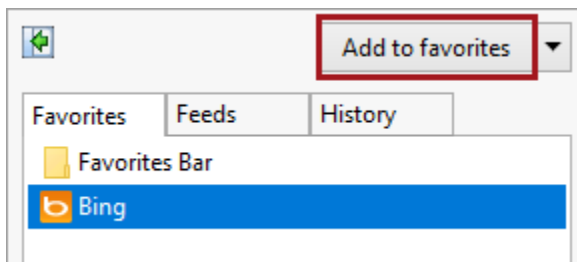 Add to favorites
Favorites Feeds History
Favorites Bar
Bing